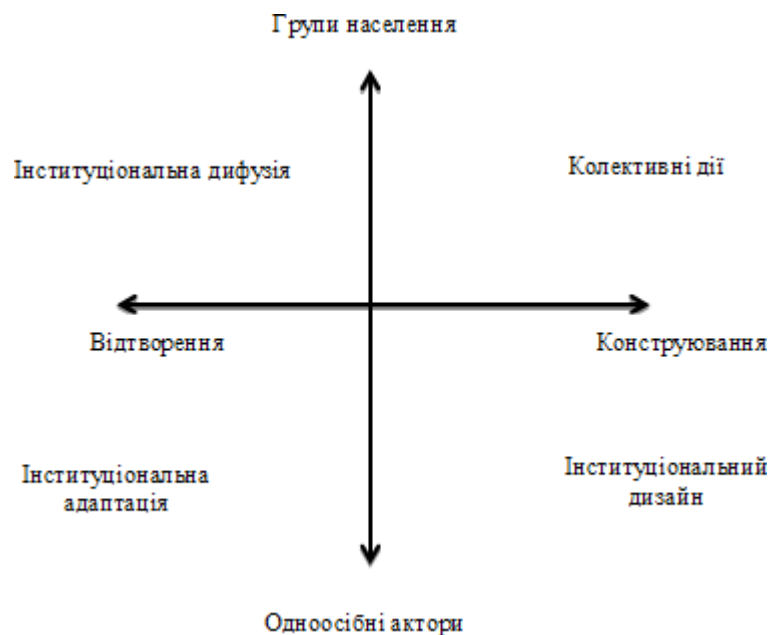 Групи населення
Інституціональна дифузія
Колективні дії
Відтворення
Конструювання
Інституціональна
адаптація
Інституціональний
дизайн
Одноосібні актори